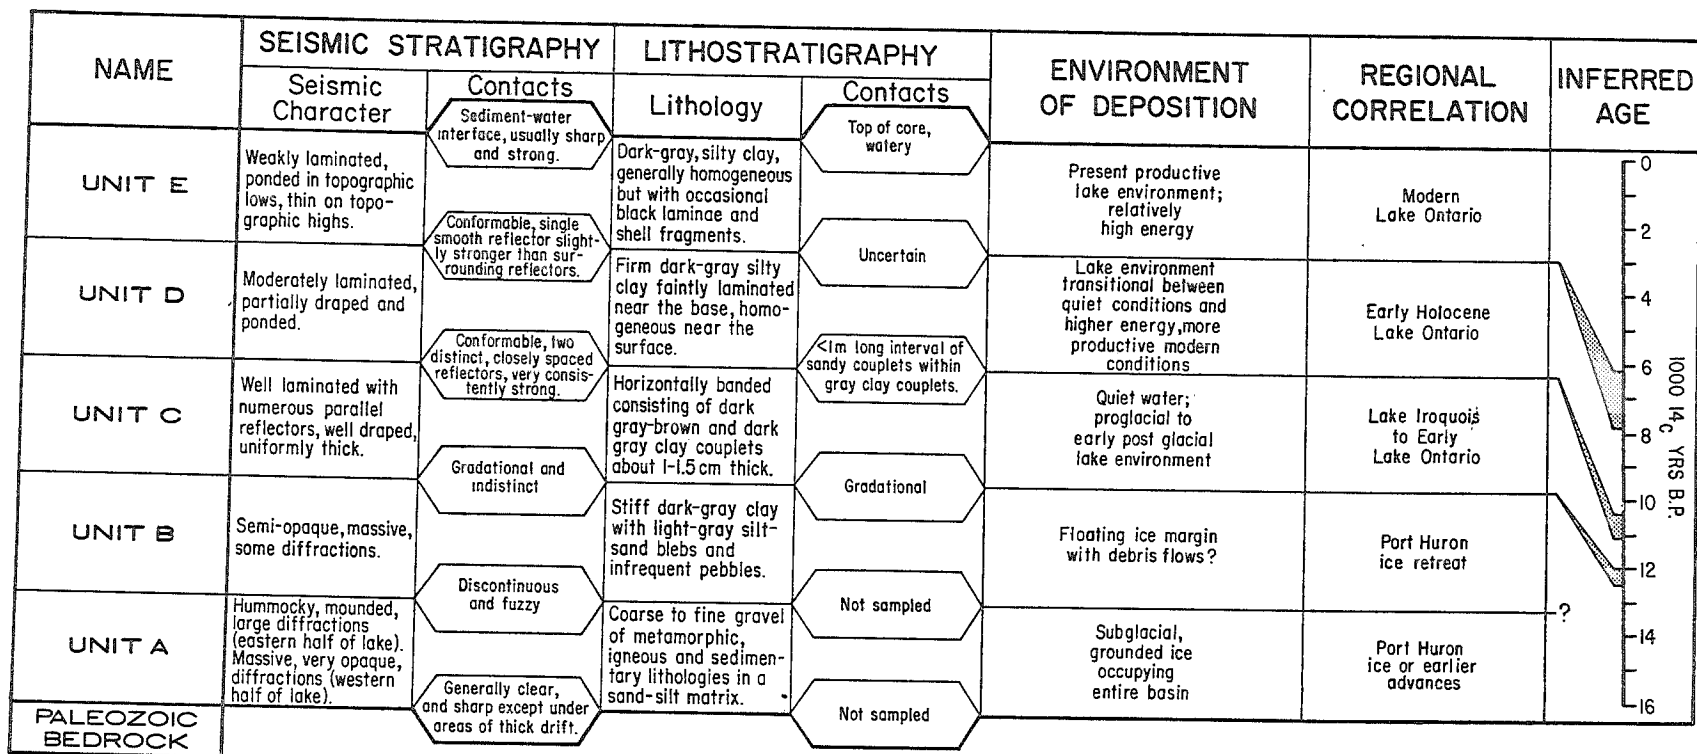 NAME
SEISMIC STRATIGRAPHY
LITHOSTRATIGRAPHY
ENVIRONMENT
OF DEPOSITION
REGIONAL
CORRELATION
INFERRED
AGE
Seismic
Character
Contacts
Lithology
Contacts
Sediment-water
interface, usually sharp
and strong.
Top of core,
watery
UNIT E
Weakly laminated,
ponded in topographic
lows, thin on topo-
graphic highs.
Dark-gray, silty clay,
generally homogeneous
but with occasional
black laminae and
shell fragments.
Present productive
lake environment;
relatively
high energy
Modern
Lake Ontario
Conformable, single
smooth reflector slight-
ly stronger than sur-
rounding reflectors.
Uncertain
UNIT D
Moderately laminated,
partially draped and
ponded.
Firm dark-gray silty
clay faintly laminated
near the base, homo-
geneous near the
surface.
Lake environment
transitional between
quiet conditions and
higher energy, more
productive modern
conditions
Early Holocene
Lake Ontario
Conformable, two
distinct, closely spaced
reflectors, very consis-
tently strong.
<1m long interval of
sandy couplets within
gray clay couplets.
UNIT C
Well laminated with
numerous parallel
reflectors, well draped,
uniformly thick.
Horizontally banded
consisting of dark
gray-brown and dark
gray clay couplets
about 1-1.5 cm thick.
Quiet water;
proglacial to
early post glacial
lake environment
Lake Iroquois
to Early
Lake Ontario
Gradational and
indistinct
Gradational
UNIT B
Semi-opaque, massive,
some diffractions.
Stiff dark-gray clay
with light-gray silt-
sand blebs and
infrequent pebbles.
Floating ice margin
with debris flows?
Port Huron
ice retreat
Discontinuous
and fuzzy
Not sampled
UNIT A
Hummocky, mounded,
large diffractions
(eastern half of lake).
Massive, very opaque,
diffractions (western
half of lake).
Coarse to fine gravel
of metamorphic,
igneous and sedimen-
tary lithologies in a
sand-silt matrix.
Subglacial,
grounded ice
occupying
entire basin
Port Huron
ice or earlier
advances
Generally clear,
and sharp except under
areas of thick drift.
Not sampled
PALEOZOIC
BEDROCK
0
2
4
6
8
10
12
?
14
16
1000 14C YRS B.P.